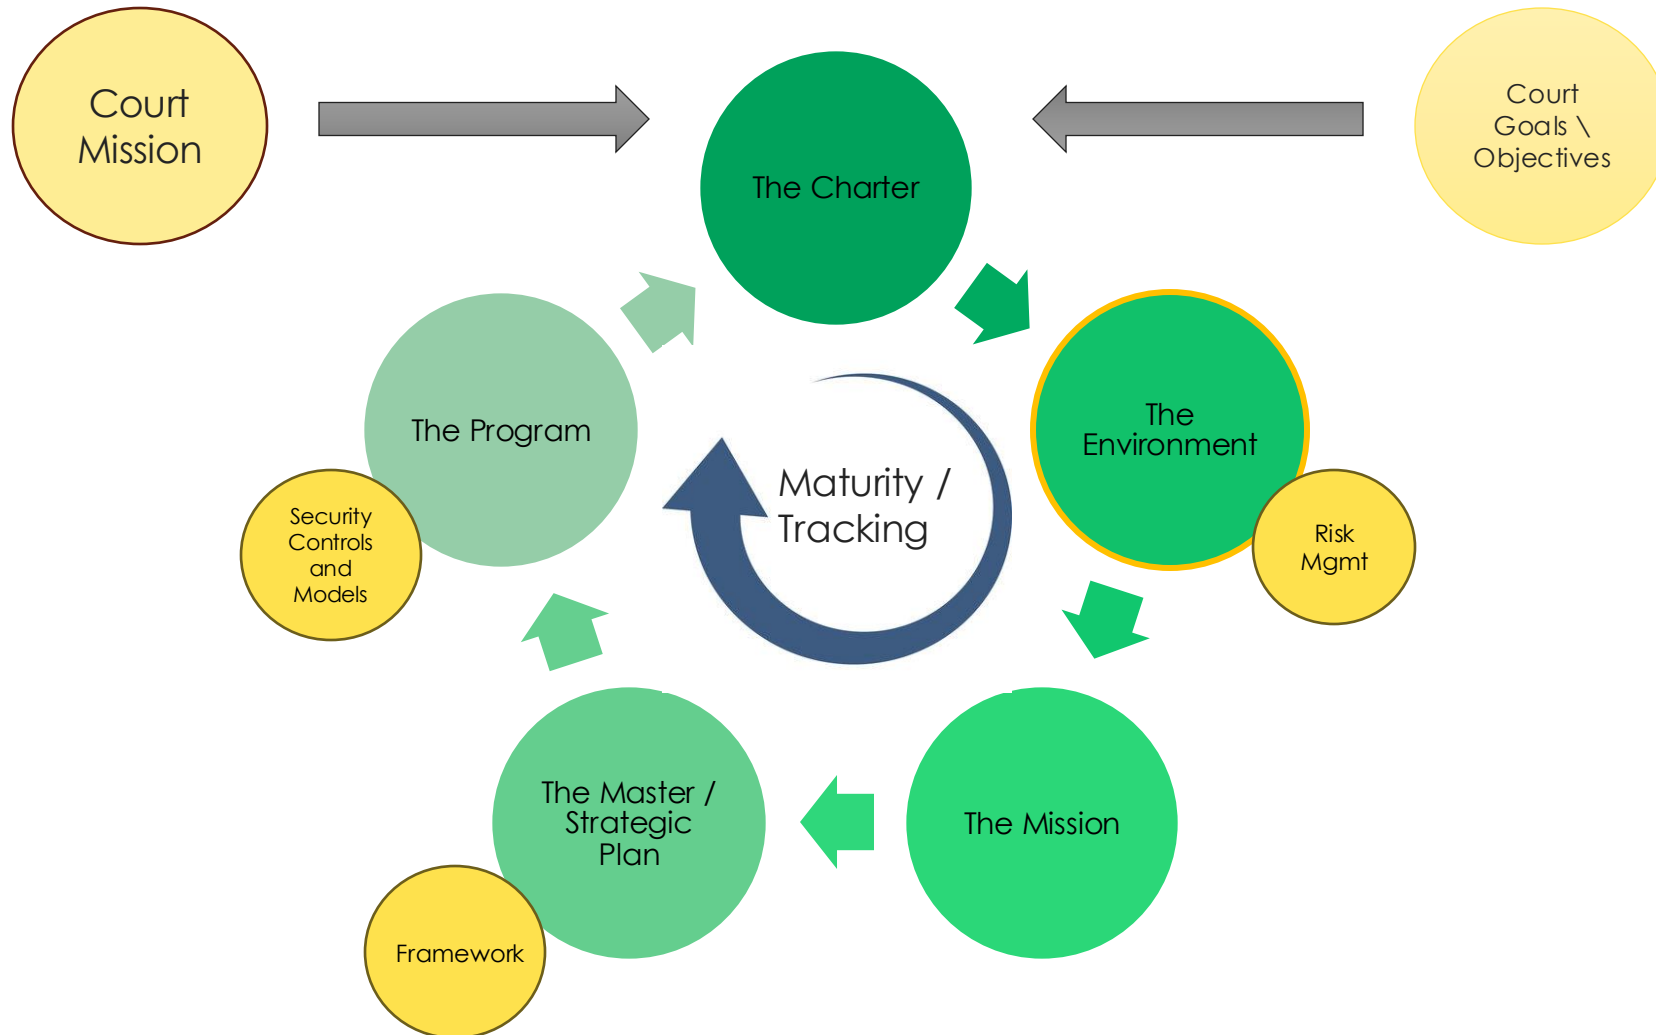 Court
Mission
Court
Goals \
Objectives
The Charter
The Program
The
Environment
Maturity /
Tracking
Security
Controls
and
Models
Risk
Mgmt
The Master /
Strategic
Plan
The Mission
Framework